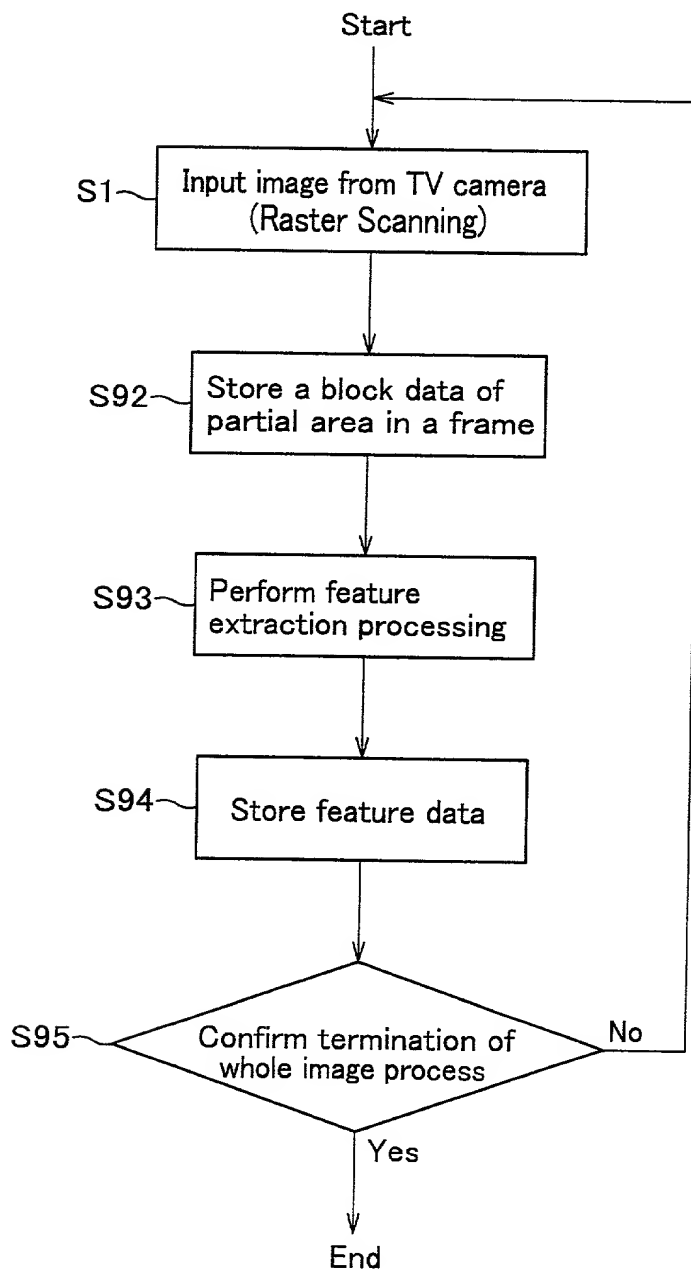 Start
S1
Input image from TV camera
(Raster Scanning)
S92
Store a block data of
partial area in a frame
S93
Perform feature
extraction processing
S94
Store feature data
S95
Confirm termination of
whole image process
No
Yes
End